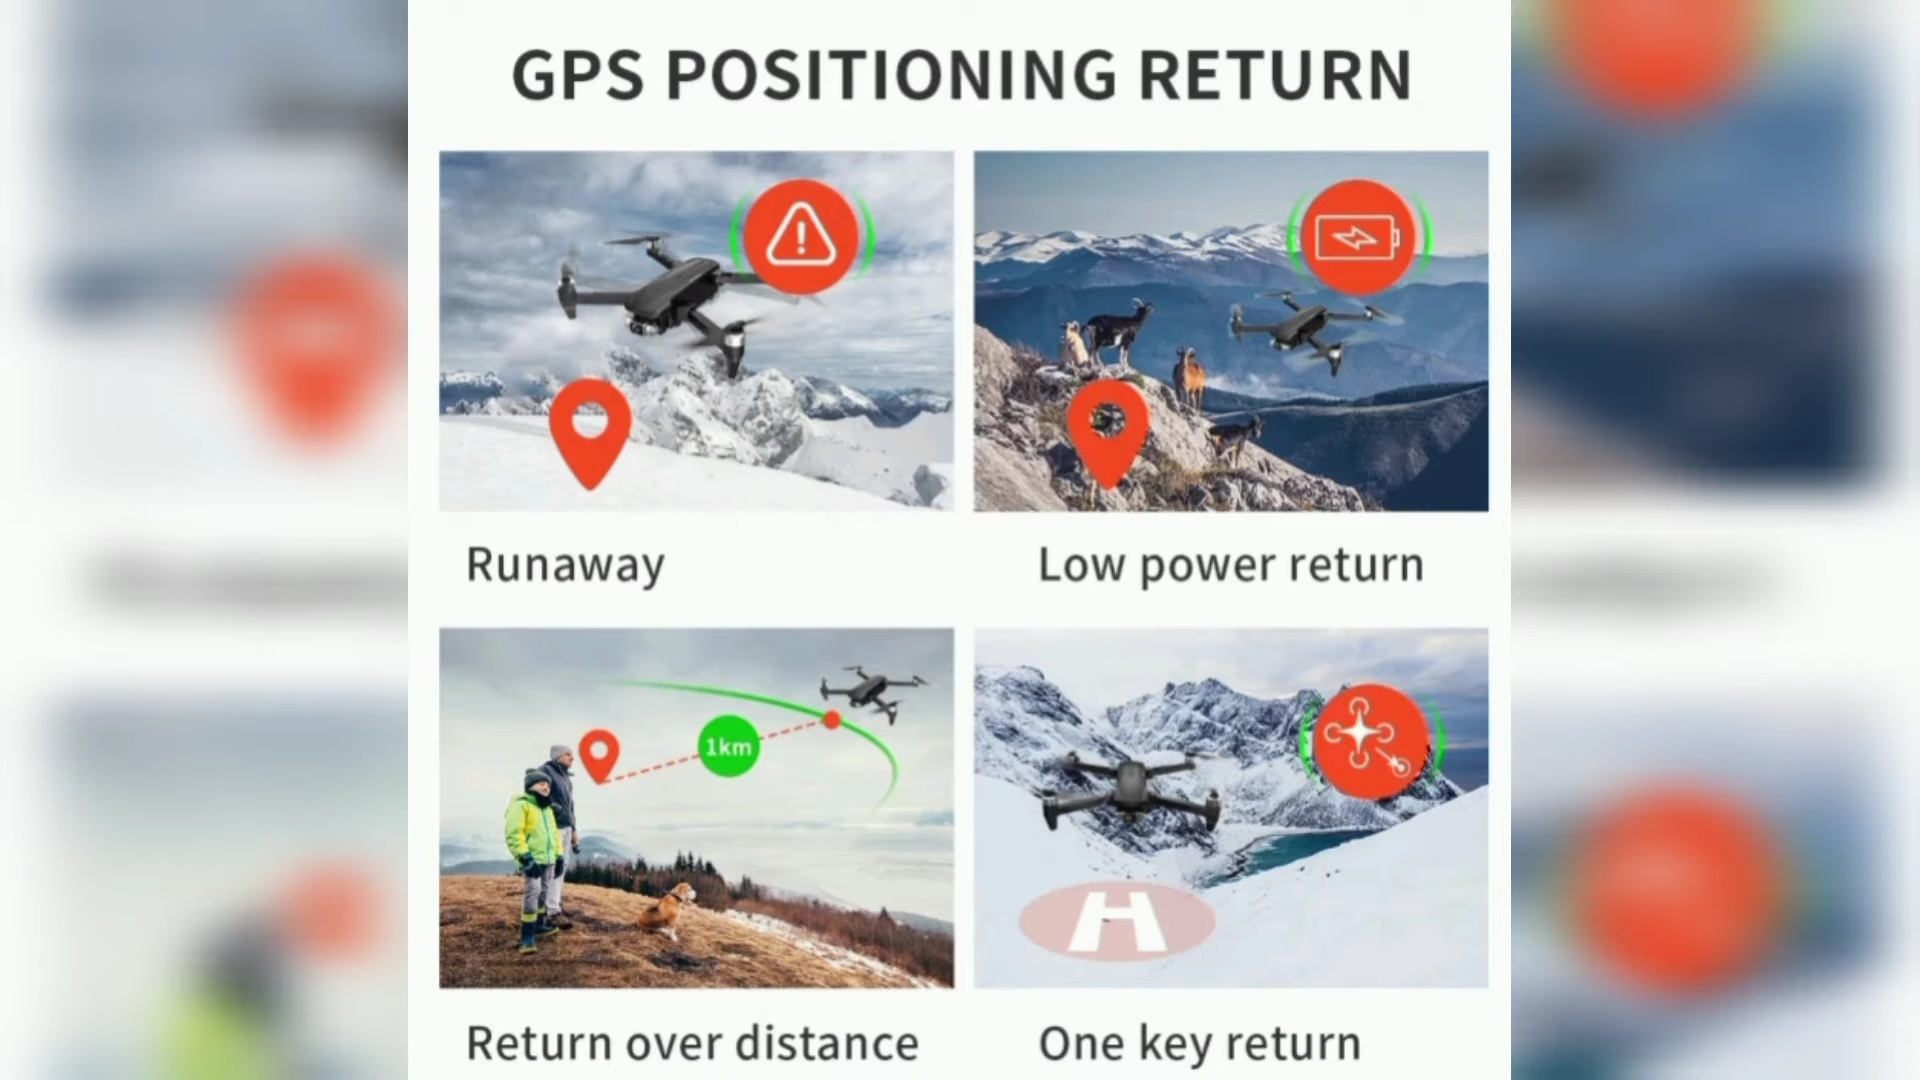 GPS POSITIONING RETURN
Runaway
Low power return
1km
H
Return over distance
One key return